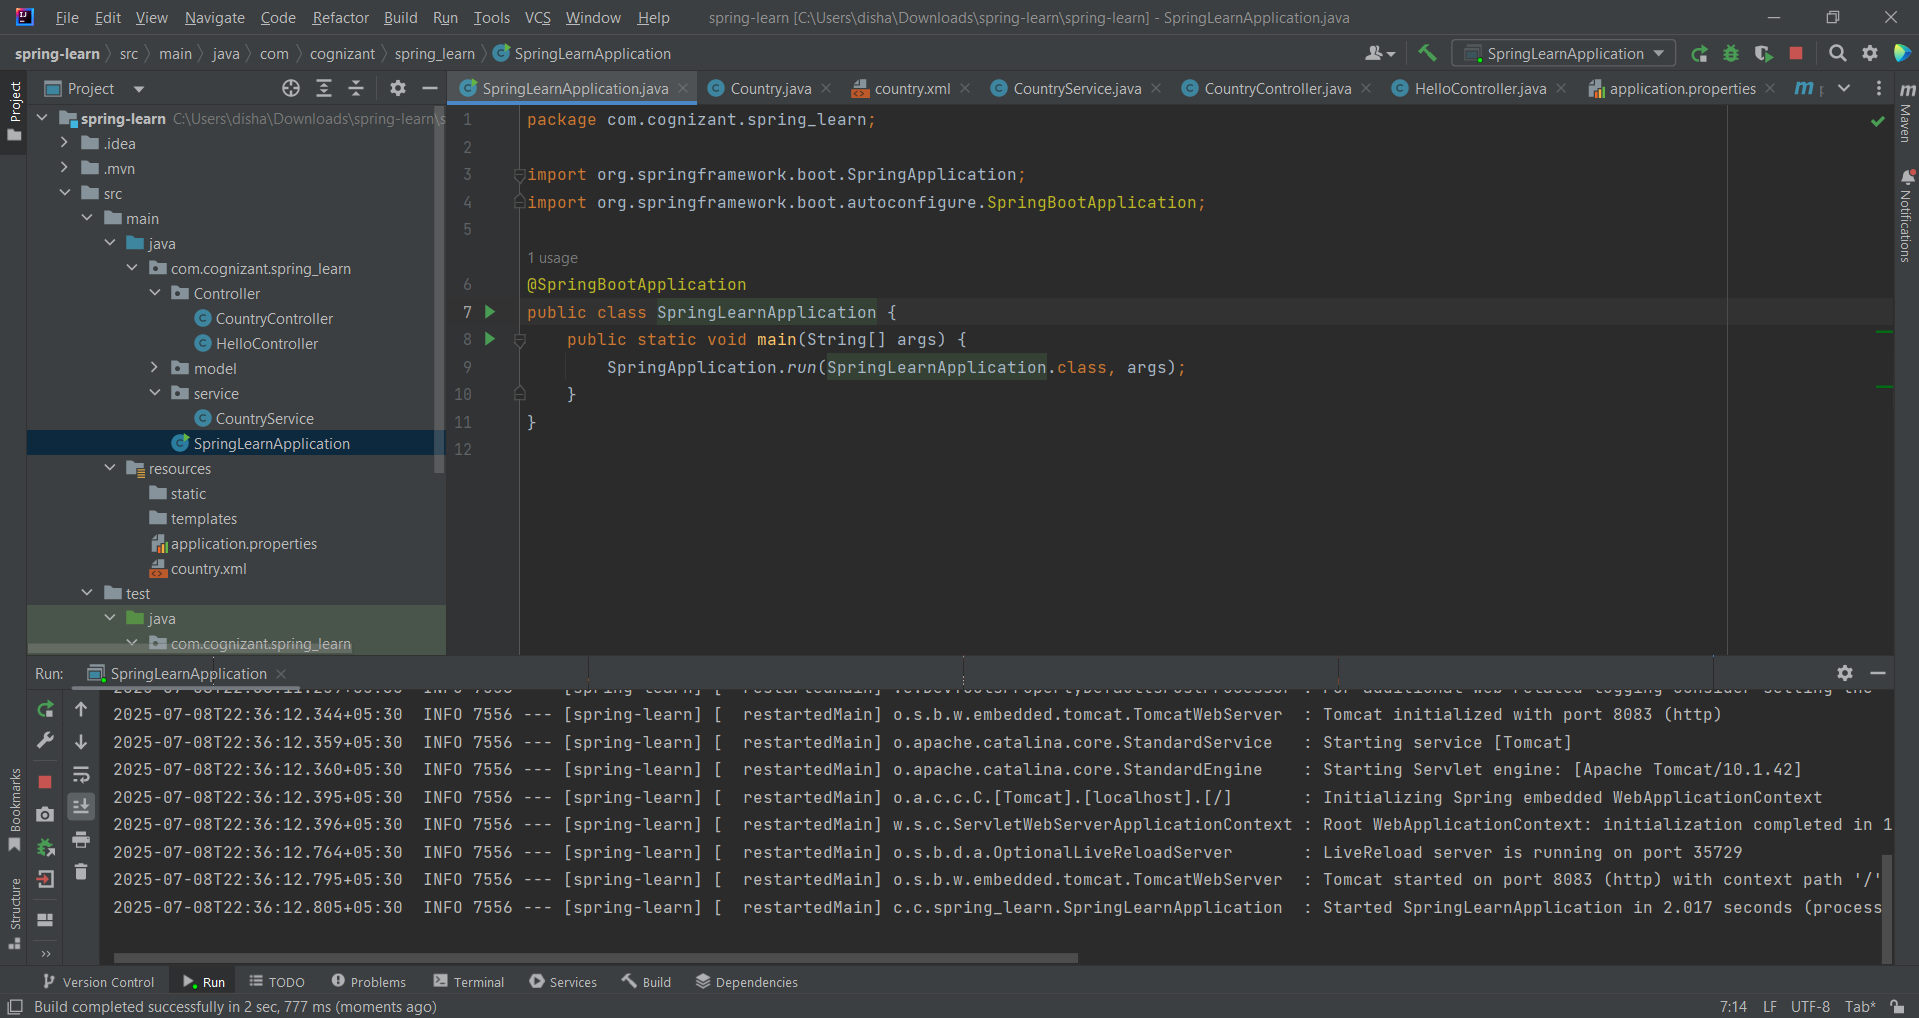 File Edit View Navigate Code Refactor Build Run Tools VCS Window Help spring-learn [C:\Users\disha\Downloads\spring-learn\spring-learn] - SpringLearnApplication.java
spring-learn src main java com cognizant spring_learn SpringLearnApplication SpringLearnApplication
Project
Project
SpringLearnApplication.java Country.java country.xml CountryService.java CountryController.java HelloController.java application.properties
Maven
Notifications
spring-learn C:\Users\disha\Downloads\spring-learn\s
.idea
.mvn
src
main
java
com.cognizant.spring_learn
Controller
CountryController
HelloController
model
service
CountryService
SpringLearnApplication
resources
static
templates
application.properties
country.xml
test
java
com.cognizant.spring_learn
1 package com.cognizant.spring_learn;
2
3 import org.springframework.boot.SpringApplication;
4 import org.springframework.boot.autoconfigure.SpringBootApplication;
5
1 usage
6 @SpringBootApplication
7 public class SpringLearnApplication {
8 public static void main(String[] args) {
9 SpringApplication.run(SpringLearnApplication.class, args);
10 }
11 }
12
Run: SpringLearnApplication
2025-07-08T22:36:12.344+05:30 INFO 7556 --- [spring-learn] [ restartedMain] o.s.b.w.embedded.tomcat.TomcatWebServer : Tomcat initialized with port 8083 (http)
2025-07-08T22:36:12.359+05:30 INFO 7556 --- [spring-learn] [ restartedMain] o.apache.catalina.core.StandardService : Starting service [Tomcat]
2025-07-08T22:36:12.360+05:30 INFO 7556 --- [spring-learn] [ restartedMain] o.apache.catalina.core.StandardEngine : Starting Servlet engine: [Apache Tomcat/10.1.42]
2025-07-08T22:36:12.395+05:30 INFO 7556 --- [spring-learn] [ restartedMain] o.a.c.c.C.[Tomcat].[localhost].[/] : Initializing Spring embedded WebApplicationContext
2025-07-08T22:36:12.396+05:30 INFO 7556 --- [spring-learn] [ restartedMain] w.s.c.ServletWebServerApplicationContext : Root WebApplicationContext: initialization completed in 1
2025-07-08T22:36:12.764+05:30 INFO 7556 --- [spring-learn] [ restartedMain] o.s.b.d.a.OptionalLiveReloadServer : LiveReload server is running on port 35729
2025-07-08T22:36:12.795+05:30 INFO 7556 --- [spring-learn] [ restartedMain] o.s.b.w.embedded.tomcat.TomcatWebServer : Tomcat started on port 8083 (http) with context path '/'
2025-07-08T22:36:12.805+05:30 INFO 7556 --- [spring-learn] [ restartedMain] c.c.spring_learn.SpringLearnApplication : Started SpringLearnApplication in 2.017 seconds (process
Bookmarks
Structure
Version Control Run TODO Problems Terminal Services Build Dependencies
Build completed successfully in 2 sec, 777 ms (moments ago) 7:14 LF UTF-8 Tab*